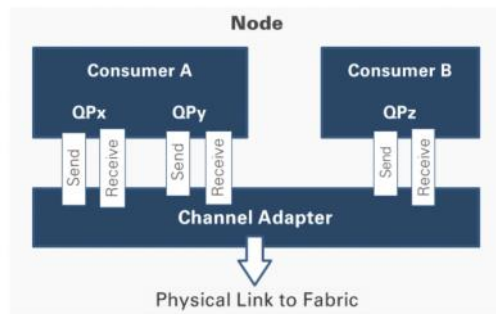 Node
Consumer A
Consumer B
QPx
QPy
QPz
Send
Receive
Send
Receive
Send
Receive
Channel Adapter
Physical Link to Fabric